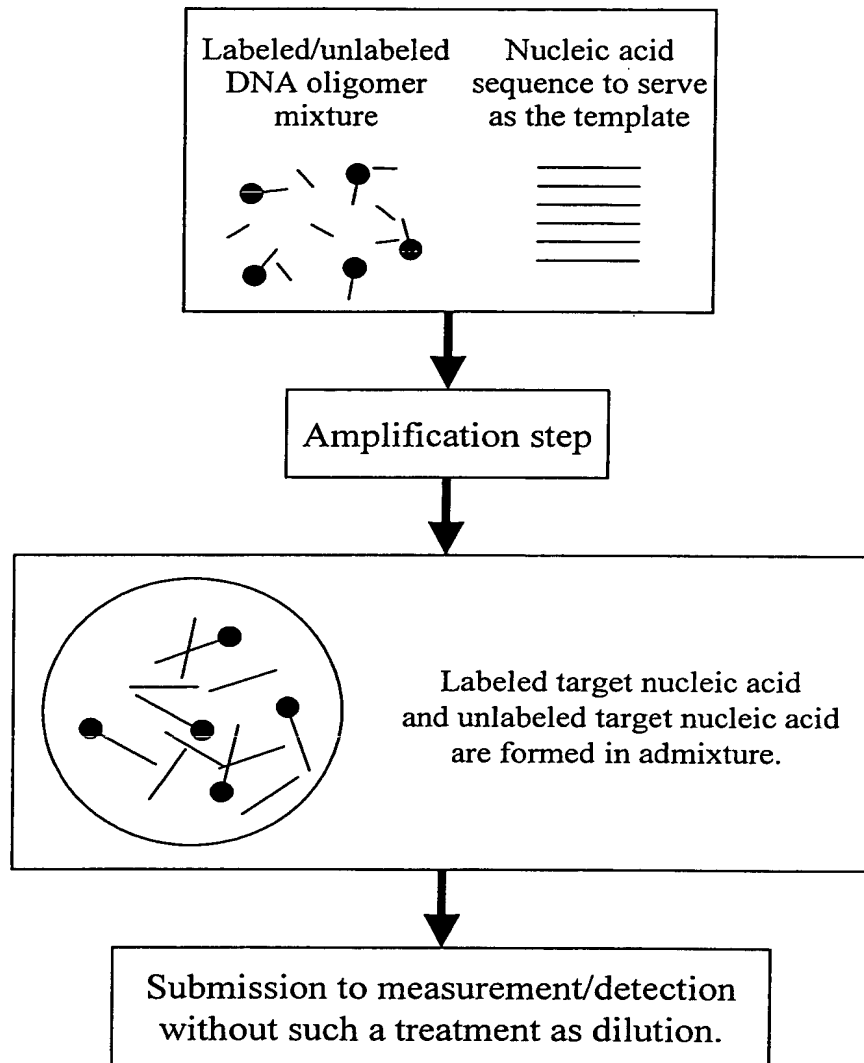 Labeled/unlabeled
DNA oligomer
mixture
Nucleic acid
sequence to serve
as the template
Amplification step
Labeled target nucleic acid
and unlabeled target nucleic acid
are formed in admixture.
Submission to measurement/detection
without such a treatment as dilution.